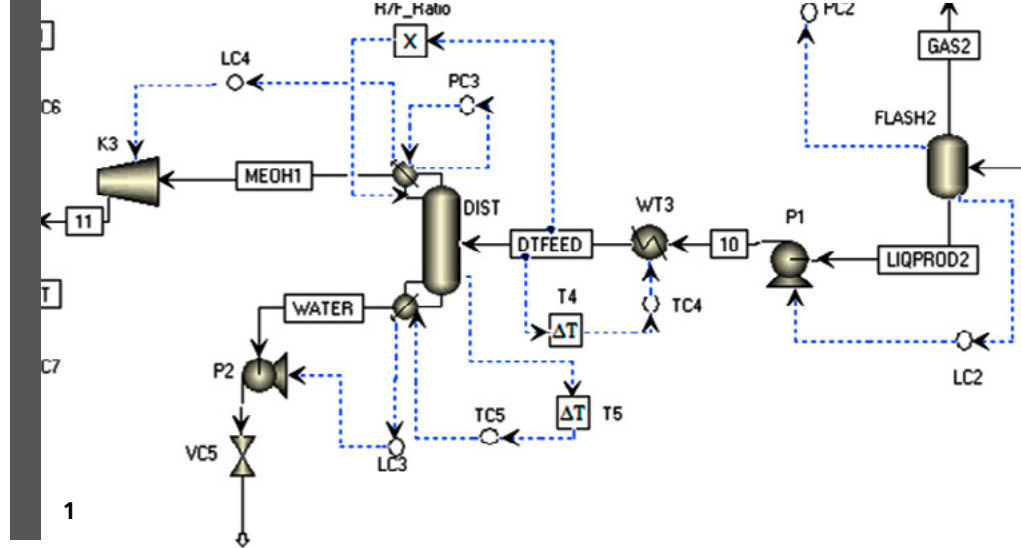 R/F_Ratio
PC2
X
GAS2
LC4
PC3
C6
FLASH2
K3
MEOH1
DIST
WT3
P1
11
DTFEED
10
LIQPROD2
T
WATER
T4
TC4
ΔT
C7
P2
LC2
TC5
ΔT
T5
VC5
LC3
1